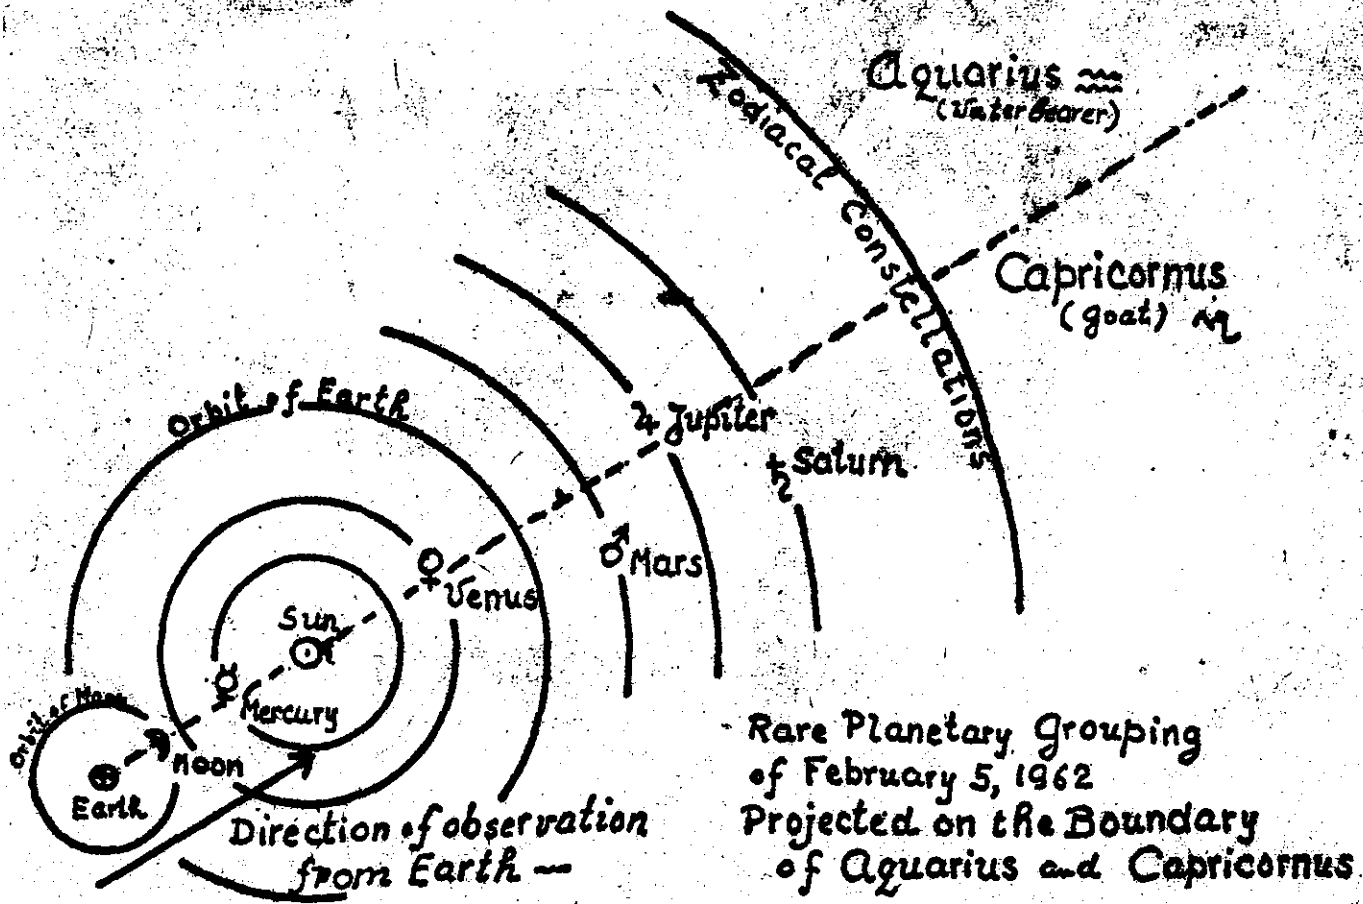 Aquarius ♒
(Water Bearer)
Zodiacal Constellations
Capricornus
(goat) ♑
Orbit of Earth
♃ Jupiter
♄ Saturn
♂ Mars
♀ Venus
Sun
☉
☿ Mercury
Orbit of Moon
☽ Moon
Earth
Direction of observation
from Earth —
Rare Planetary Grouping
of February 5, 1962
Projected on the Boundary
of Aquarius and Capricornus